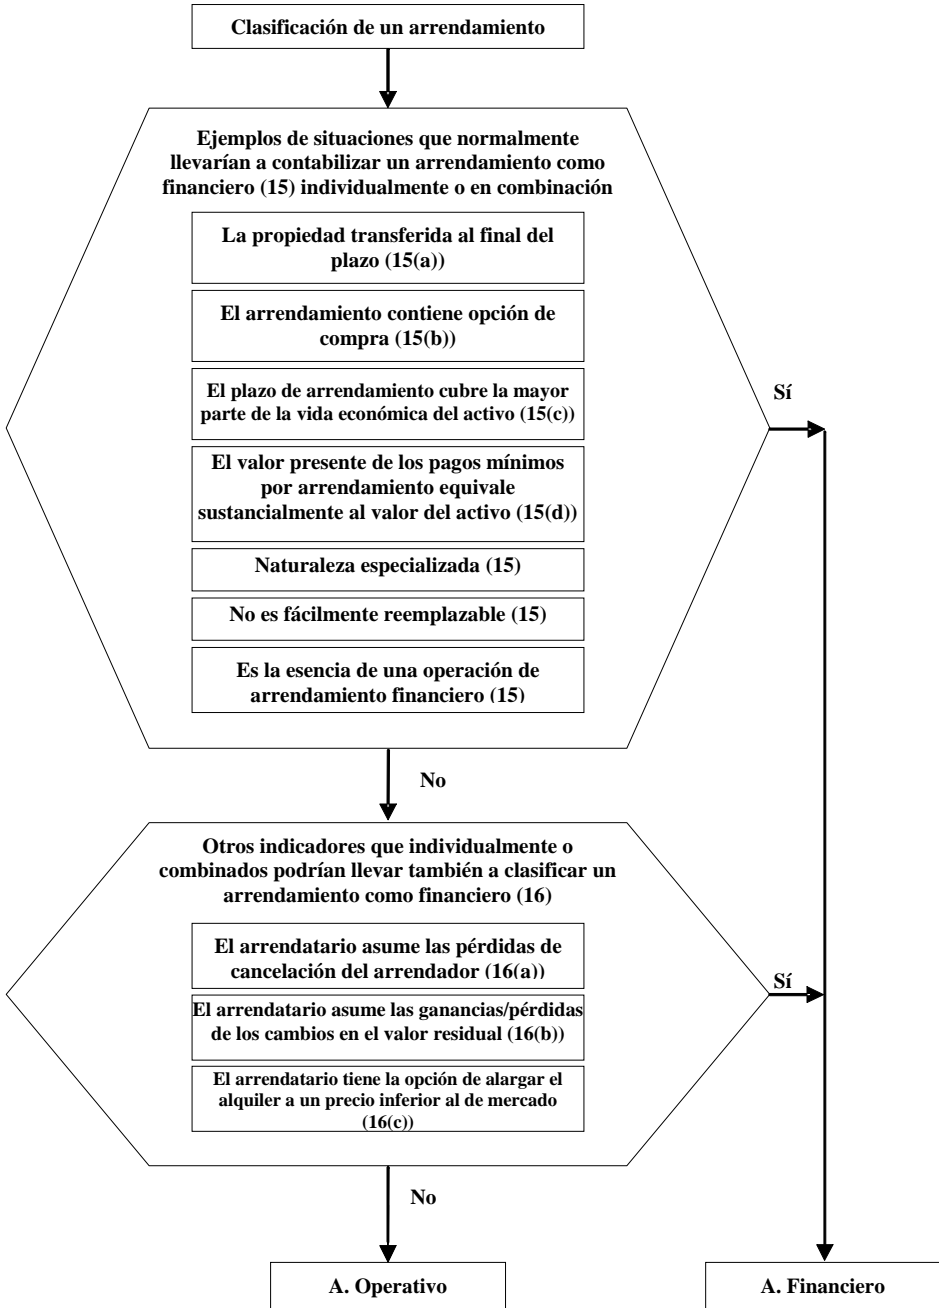 Clasificación de un arrendamiento
Ejemplos de situaciones que normalmente
llevarían a contabilizar un arrendamiento como
financiero (15) individualmente o en combinación
La propiedad transferida al final del
plazo (15(a))
El arrendamiento contiene opción de
compra (15(b))
El plazo de arrendamiento cubre la mayor
parte de la vida económica del activo (15(c))
Sí
El valor presente de los pagos mínimos
por arrendamiento equivale
sustancialmente al valor del activo (15(d))
Naturaleza especializada (15)
No es fácilmente reemplazable (15)
Es la esencia de una operación de
arrendamiento financiero (15)
No
Otros indicadores que individualmente o
combinados podrían llevar también a clasificar un
arrendamiento como financiero (16)
El arrendatario asume las pérdidas de
cancelación del arrendador (16(a))
Sí
El arrendatario asume las ganancias/pérdidas
de los cambios en el valor residual (16(b))
El arrendatario tiene la opción de alargar el
alquiler a un precio inferior al de mercado
(16(c))
No
A. Operativo
A. Financiero